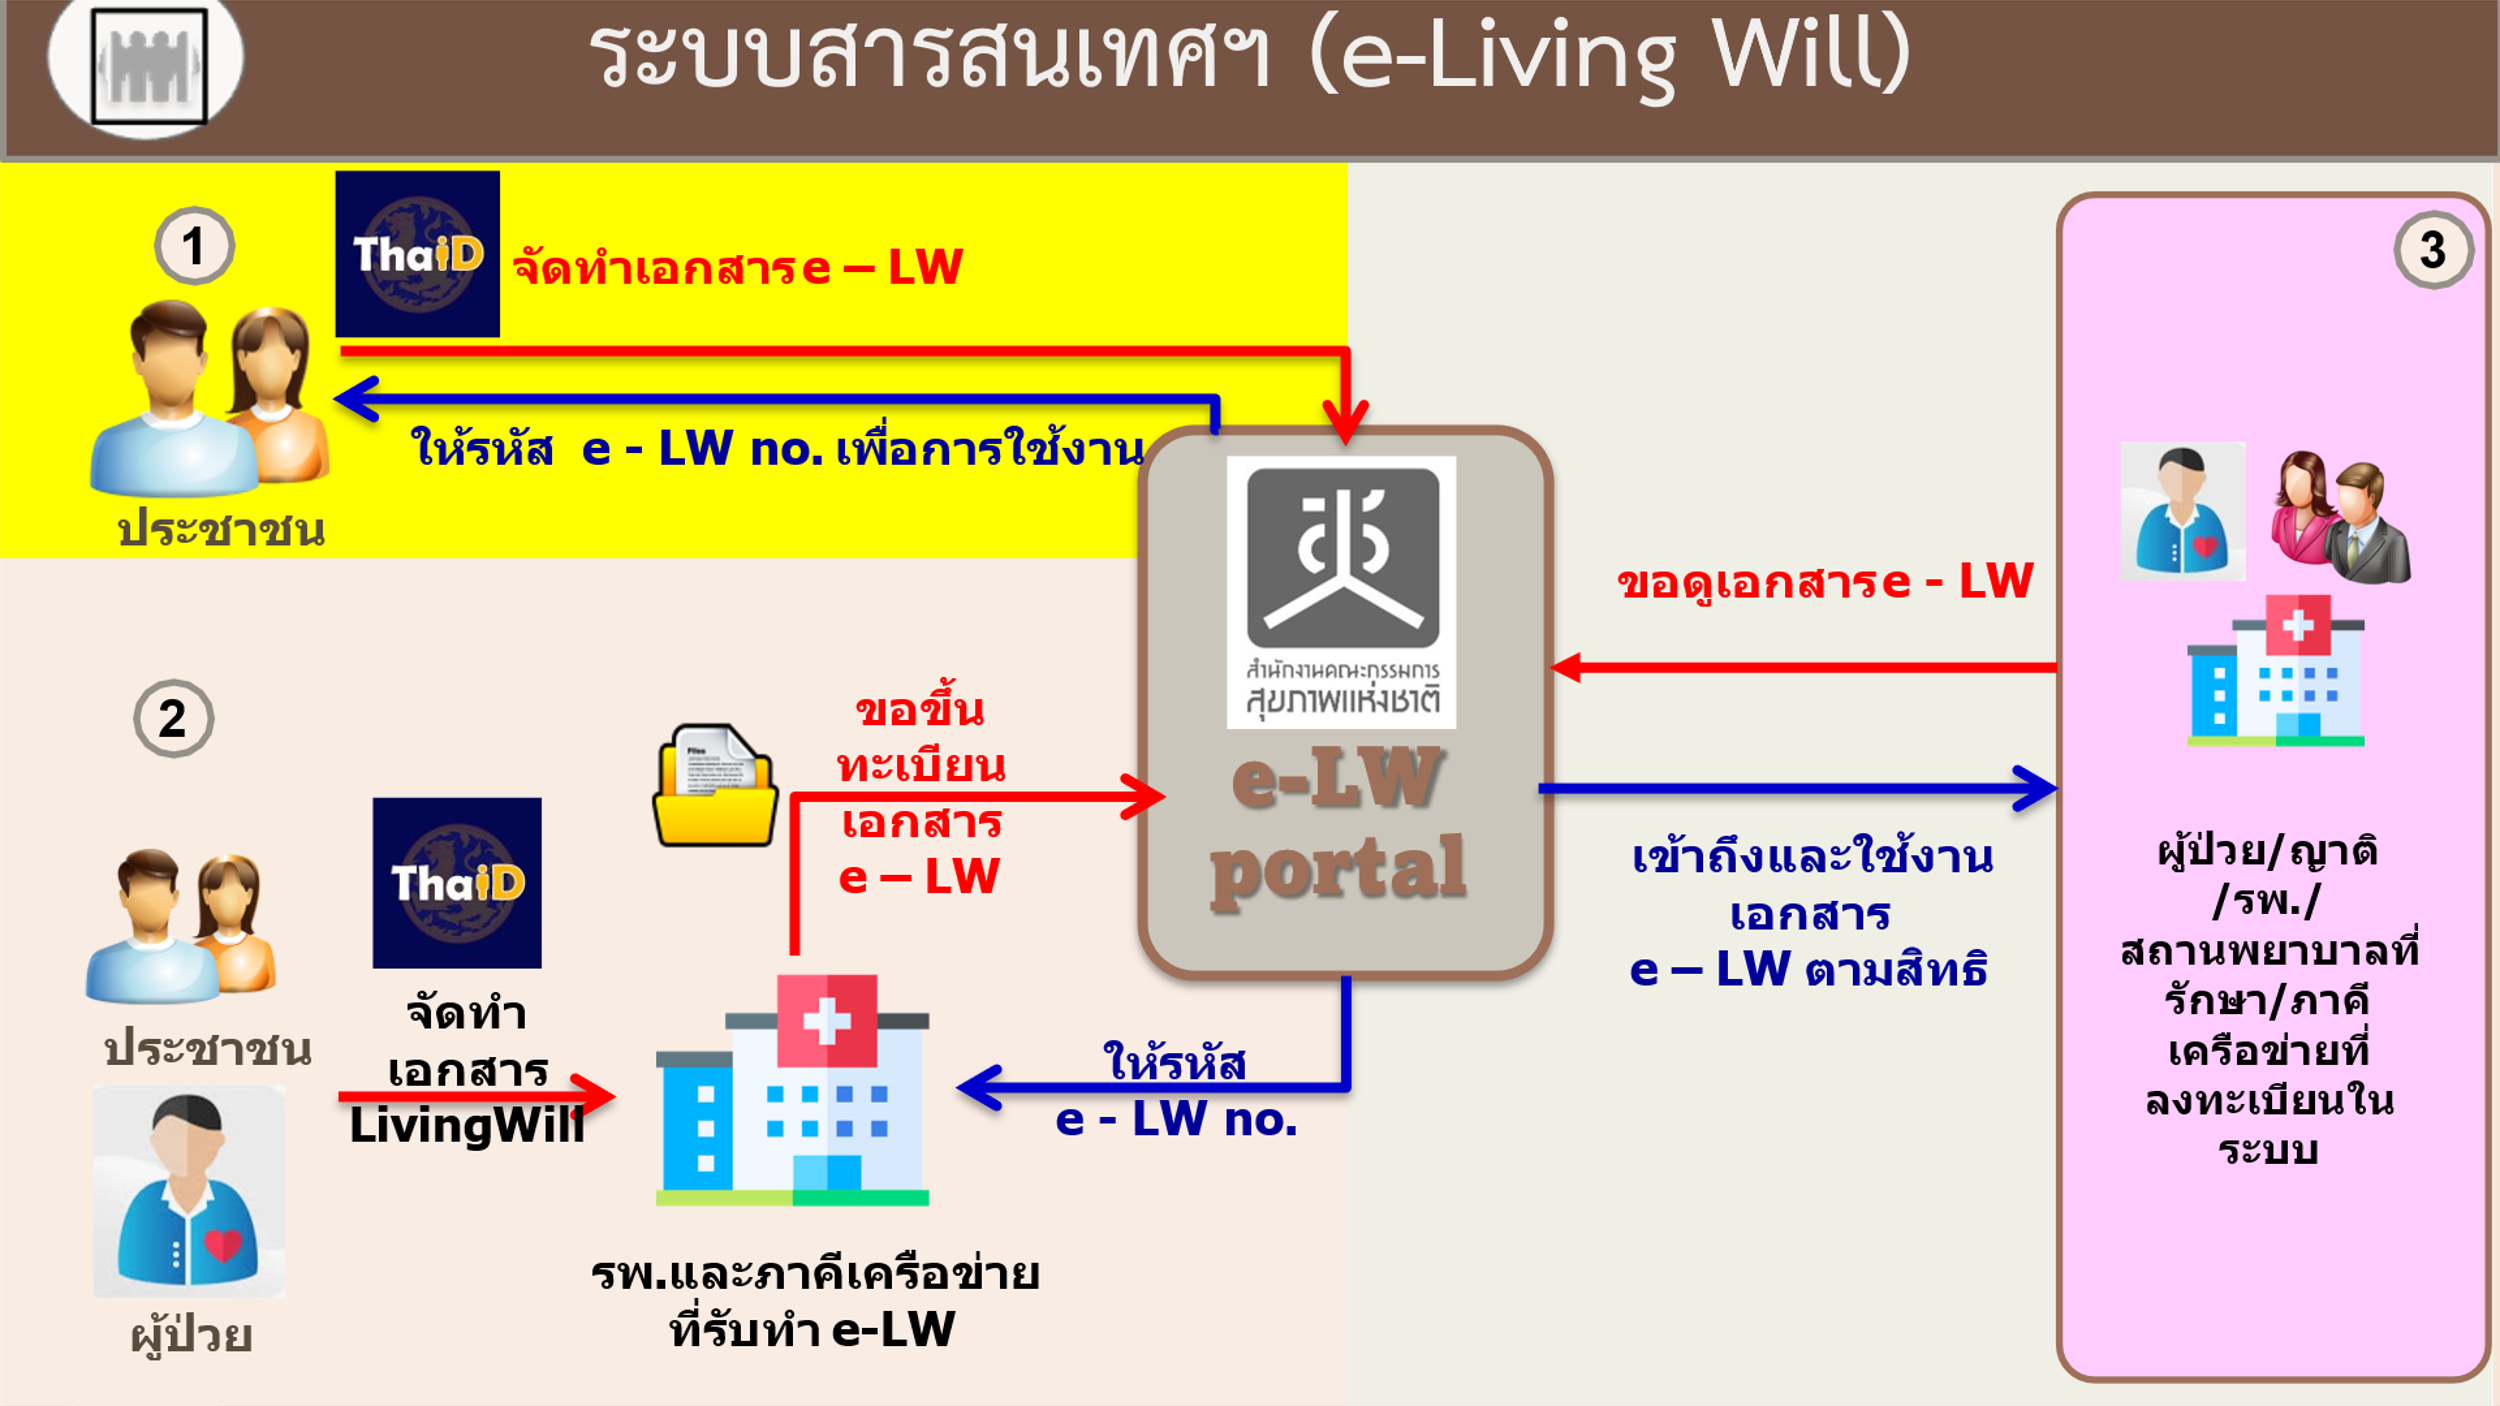 ระบบสารสนเทศฯ (e-Living Will)
1
ThaiD
จัดทำเอกสาร e – LW
ให้รหัส e - LW no. เพื่อการใช้งาน
ประชาชน
2
ประชาชน
ผู้ป่วย
ThaiD
จัดทำ
เอกสาร
LivingWill
Files
ขอขึ้น
ทะเบียน
เอกสาร
e – LW
รพ.และภาคีเครือข่าย
ที่รับทำ e-LW
ให้รหัส
e - LW no.
สำนักงานคณะกรรมการ
สุขภาพแห่งชาติ
e-LW
portal
ขอดูเอกสาร e - LW
เข้าถึงและใช้งาน
เอกสาร
e – LW ตามสิทธิ
3
ผู้ป่วย/ญาติ
/รพ./
สถานพยาบาลที่
รักษา/ภาคี
เครือข่ายที่
ลงทะเบียนใน
ระบบ